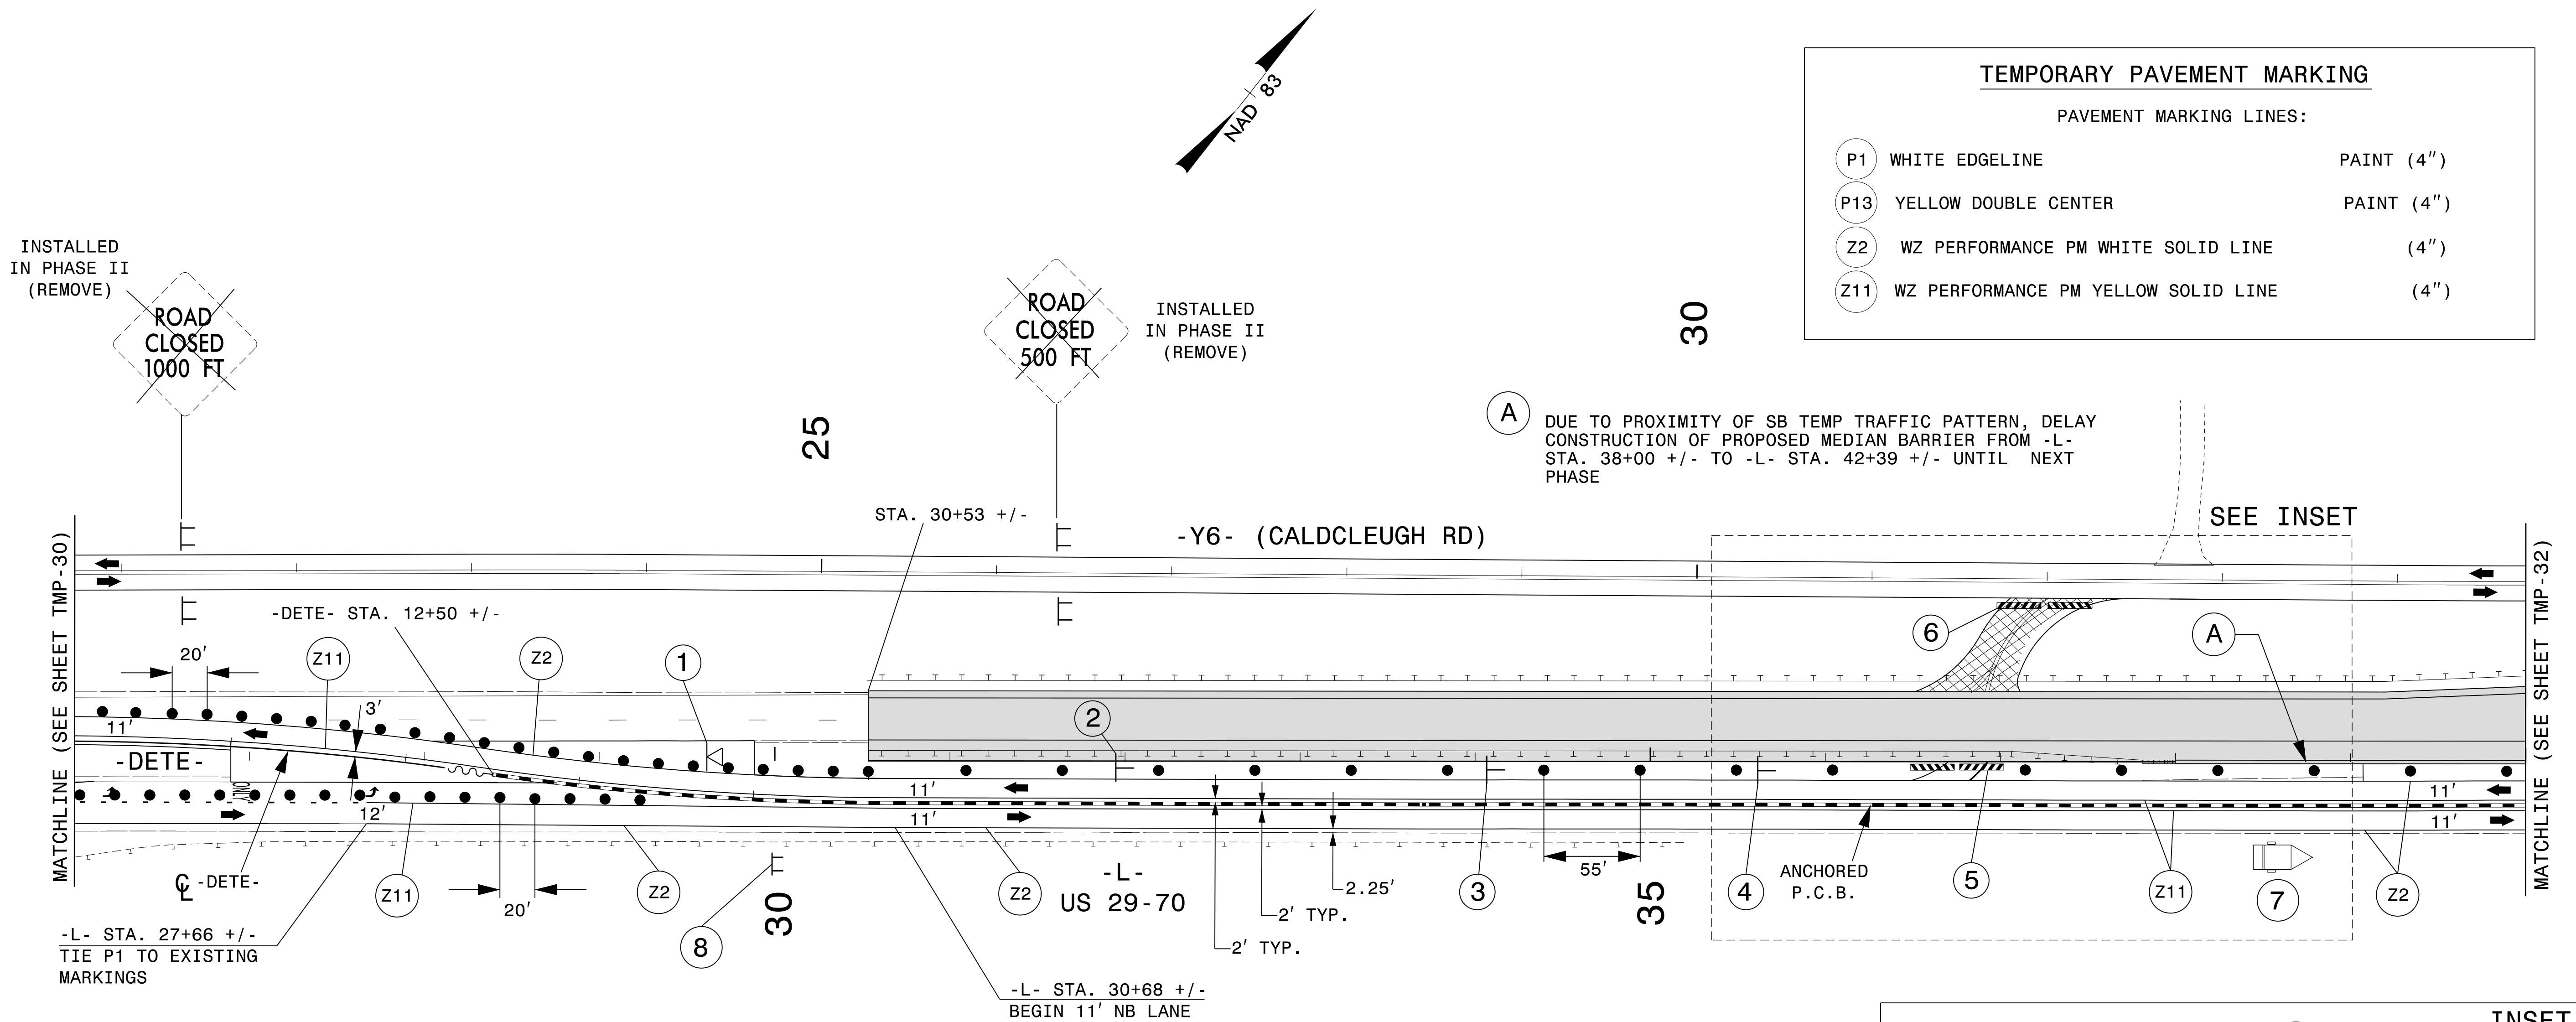 NAD 83
TEMPORARY PAVEMENT MARKING
PAVEMENT MARKING LINES:
P1 WHITE EDGELINE PAINT (4")
P13 YELLOW DOUBLE CENTER PAINT (4")
Z2 WZ PERFORMANCE PM WHITE SOLID LINE (4")
Z11 WZ PERFORMANCE PM YELLOW SOLID LINE (4")
INSTALLED
IN PHASE II
(REMOVE)
ROAD
CLOSED
1000 FT
ROAD
CLOSED
500 FT
INSTALLED
IN PHASE II
(REMOVE)
25
30
A
DUE TO PROXIMITY OF SB TEMP TRAFFIC PATTERN, DELAY
CONSTRUCTION OF PROPOSED MEDIAN BARRIER FROM -L-
STA. 38+00 +/- TO -L- STA. 42+39 +/- UNTIL NEXT
PHASE
STA. 30+53 +/-
-Y6- (CALDCLEUGH RD)
SEE INSET
MATCHLINE (SEE SHEET TMP-30)
MATCHLINE (SEE SHEET TMP-32)
-DETE- STA. 12+50 +/-
20'
Z11
Z2
1
6
A
3'
2
11'
-DETE-
12'
11'
11'
11'
11'
℄ -DETE-
Z11
20'
Z2
8
30
Z2
-L-
US 29-70
2.25'
2' TYP.
2' TYP.
3
55'
35
4
ANCHORED
P.C.B.
5
Z11
7
Z2
-L- STA. 27+66 +/-
TIE P1 TO EXISTING
MARKINGS
-L- STA. 30+68 +/-
BEGIN 11' NB LANE
INSET